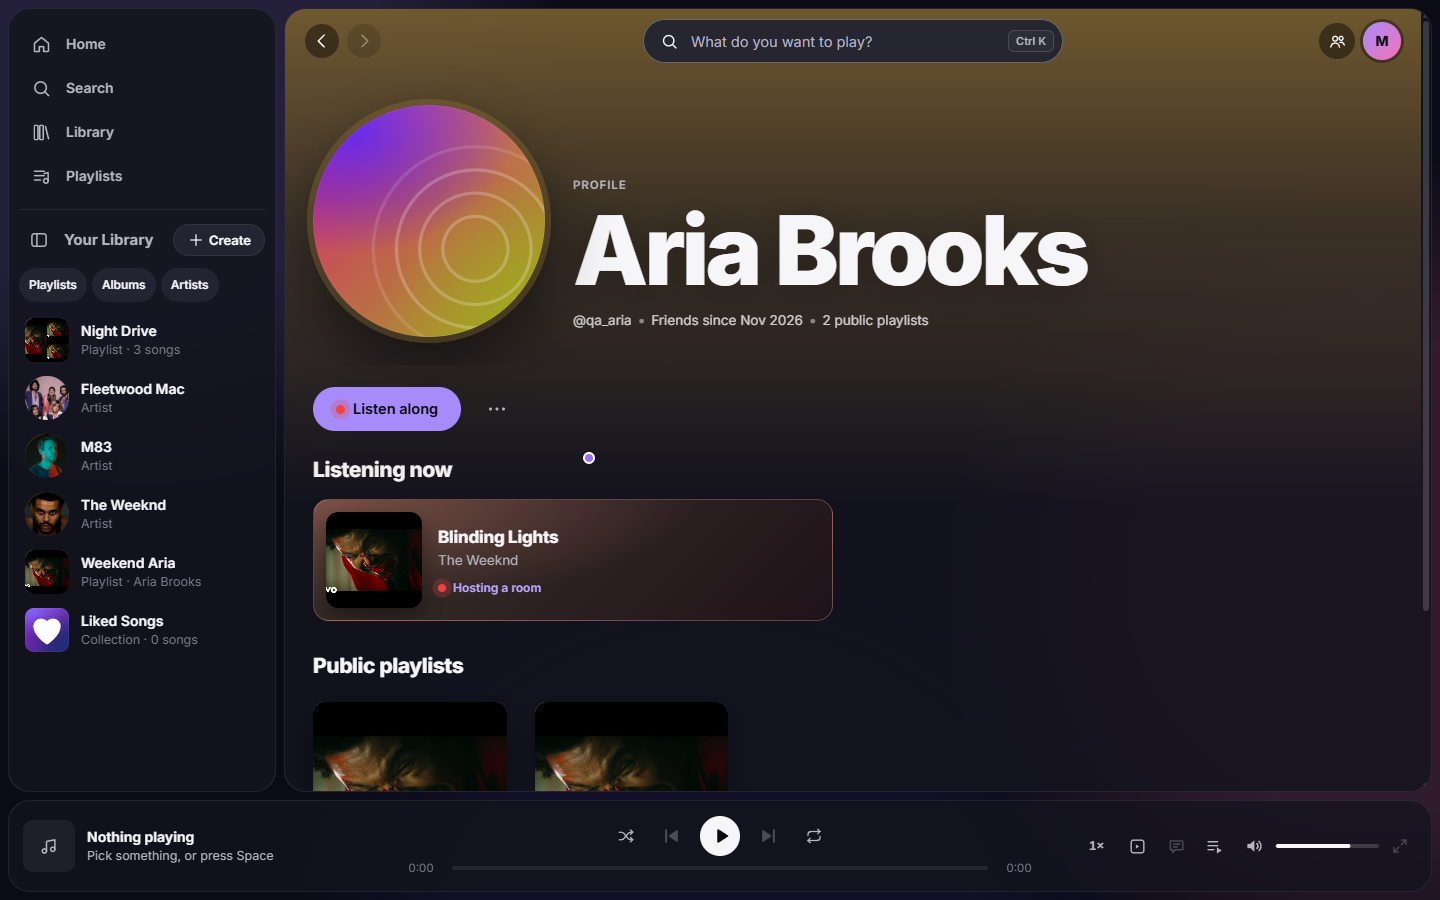 Home
Search
Library
Playlists
Your Library
Create
Playlists
Albums
Artists
Night Drive
Playlist · 3 songs
Fleetwood Mac
Artist
M83
Artist
The Weeknd
Artist
Weekend Aria
Playlist · Aria Brooks
Liked Songs
Collection · 0 songs
What do you want to play?
Ctrl K
M
PROFILE
Aria Brooks
@qa_aria • Friends since Nov 2026 • 2 public playlists
Listen along
Listening now
Blinding Lights
The Weeknd
Hosting a room
vo
Public playlists
Nothing playing
Pick something, or press Space
0:00
0:00
1×